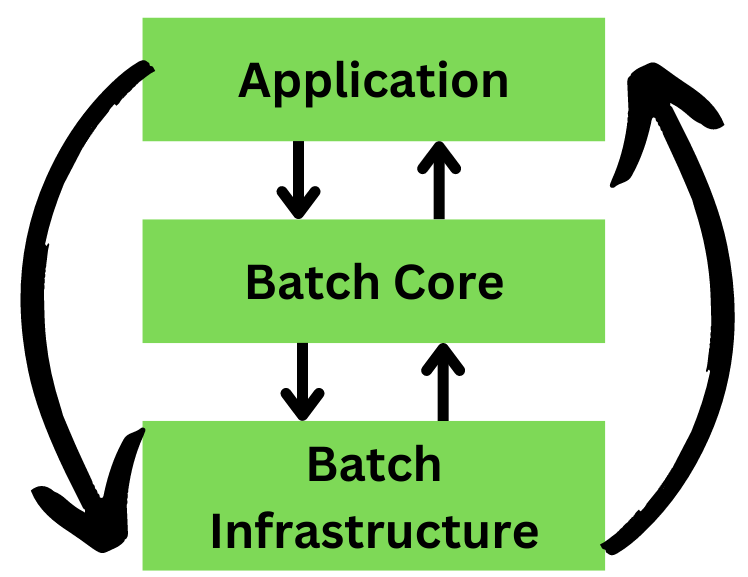 Application
Batch Core
Batch
Infrastructure